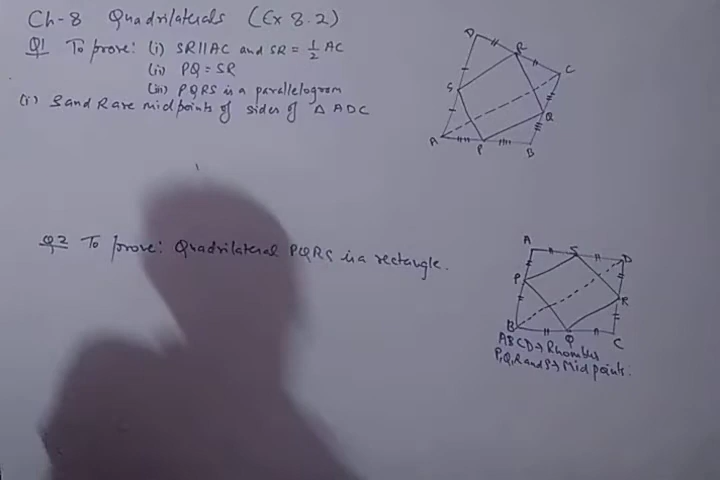 Ch-8 Quadrilaterals (Ex 8.2)
Q1 To prove: (i) SR||AC and SR = 1/2 AC
(ii) PQ = SR
(iii) PQRS is a parallelogram
(i) S and R are midpoints of sides of △ ADC
D
R
C
S
Q
A
P
B
Q2 To prove: Quadrilateral PQRS is a rectangle.
A
S
D
P
R
B
Q
C
ABCD→Rhombus
P,Q,R and S→Midpoints.